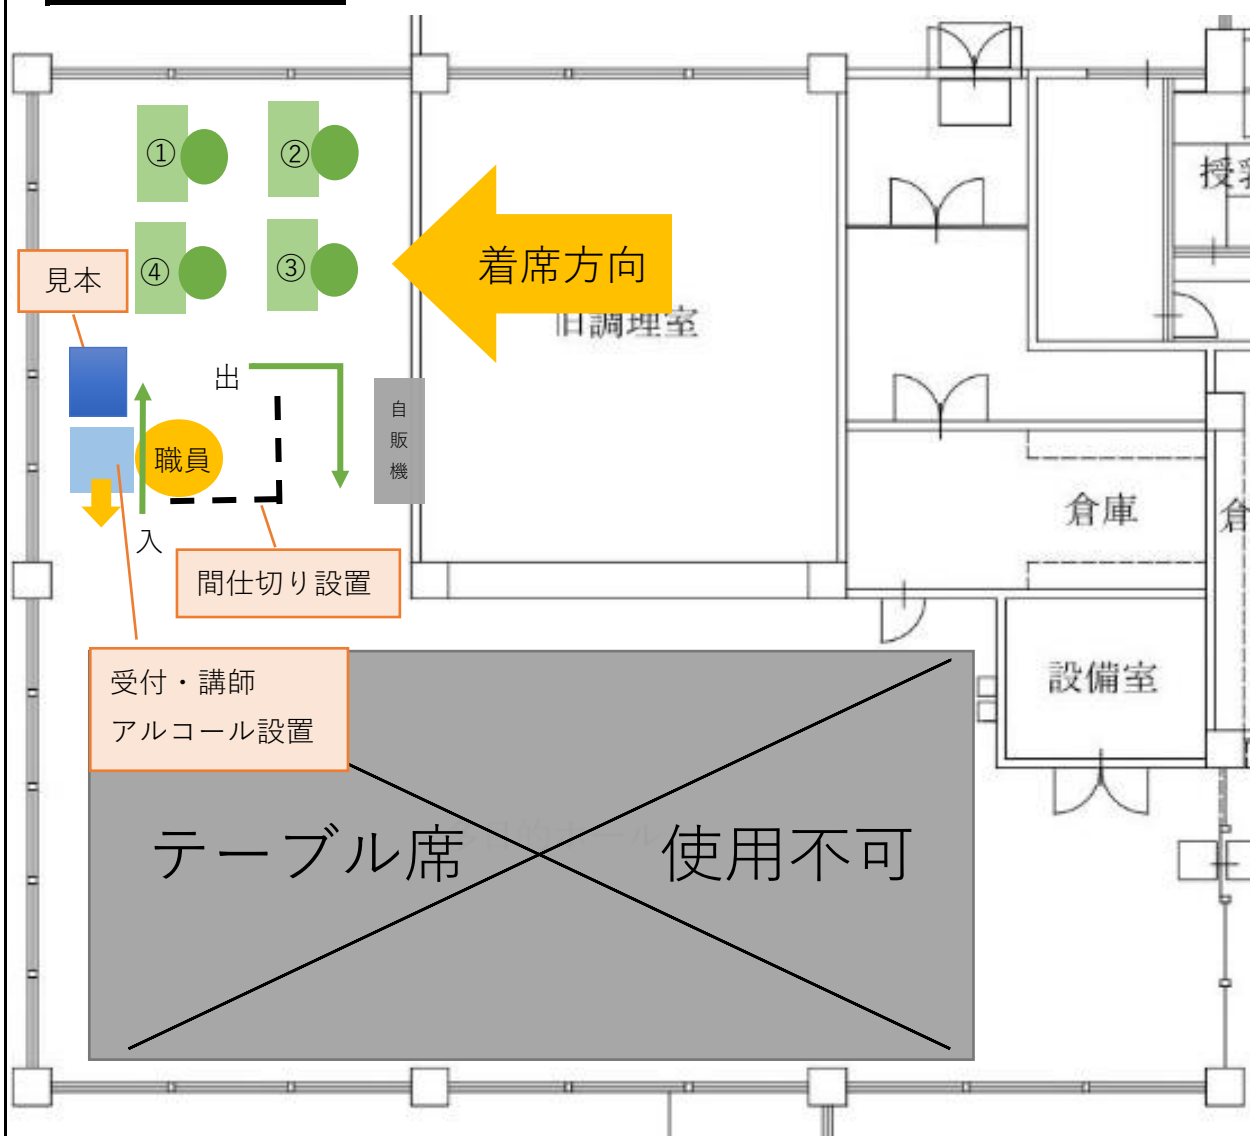 ①
②
④
③
着席方向
見本
旧調理室
出
自販機
職員
入
間仕切り設置
倉庫
設備室
受付・講師
アルコール設置
テーブル席
使用不可